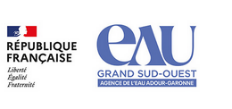 RÉPUBLIQUE
FRANÇAISE
Liberté
Égalité
Fraternité
eau
GRAND SUD-OUEST
AGENCE DE L'EAU ADOUR-GARONNE